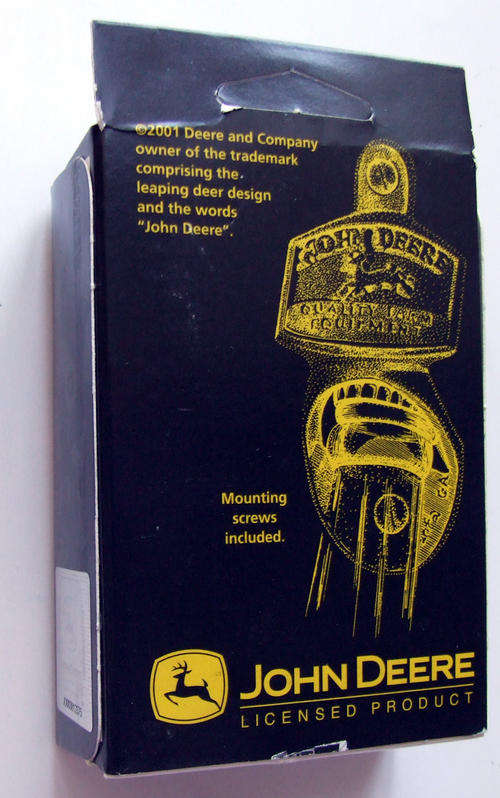 ©2001 Deere and Company
owner of the trademark
comprising the.
leaping deer design
and the words
"John Deere".
JOHN DEERE
QUALITY FARM
EQUIPMENT
Mounting
screws
included.
JOHN DEERE
LICENSED PRODUCT